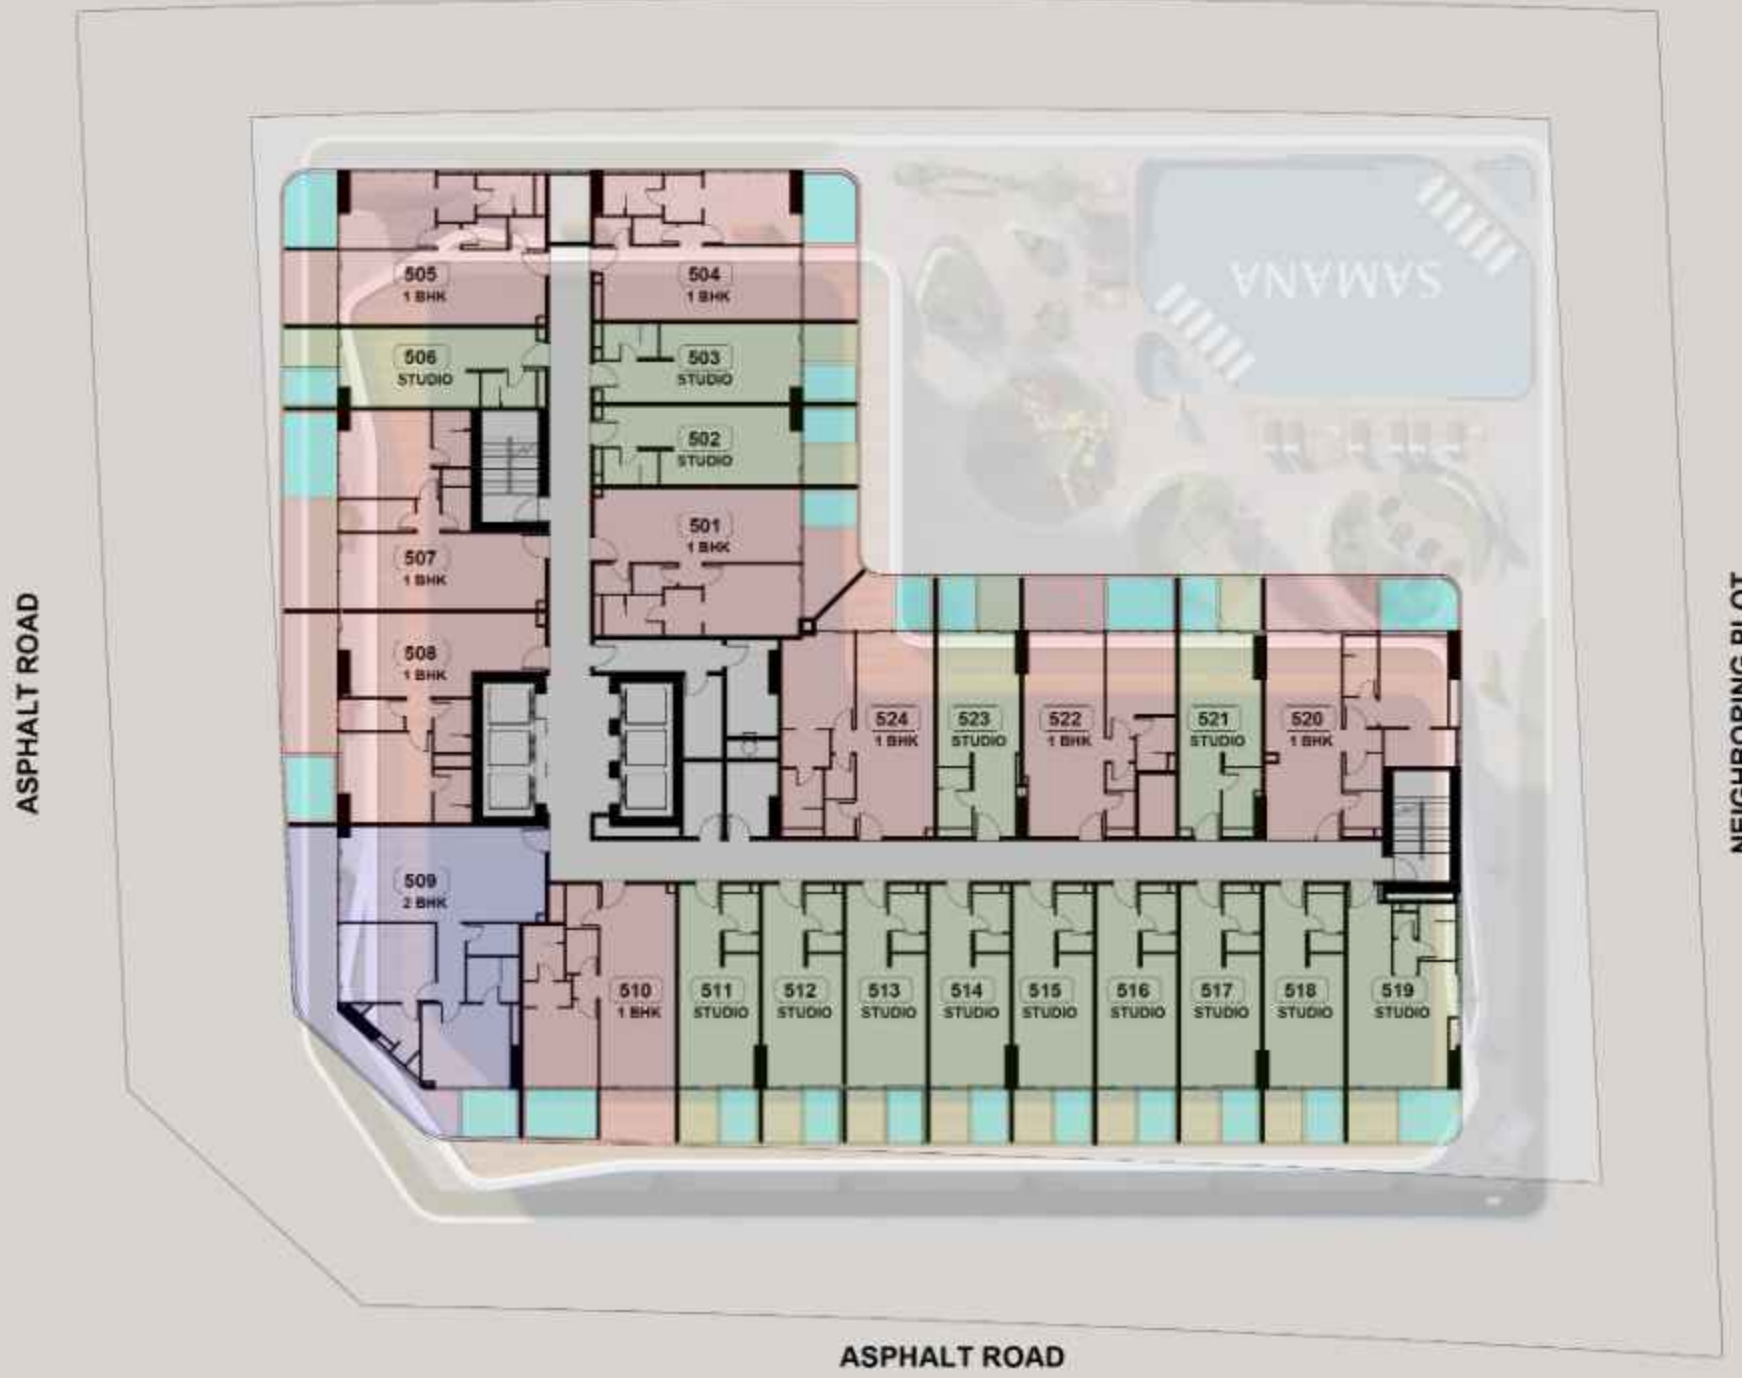 SAMANA
505
1 BHK
504
1 BHK
506
STUDIO
503
STUDIO
502
STUDIO
501
1 BHK
507
1 BHK
508
1 BHK
524
1 BHK
523
STUDIO
522
1 BHK
521
STUDIO
520
1 BHK
509
2 BHK
510
1 BHK
511
STUDIO
512
STUDIO
513
STUDIO
514
STUDIO
515
STUDIO
516
STUDIO
517
STUDIO
518
STUDIO
519
STUDIO
ASPHALT ROAD
NEIGHBORING PLOT
ASPHALT ROAD